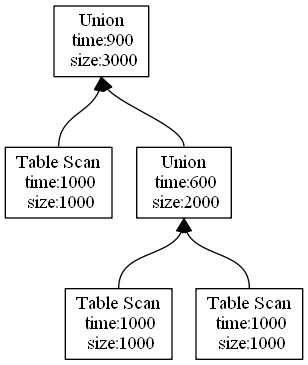 Union
time:900
size:3000
Table Scan
time:1000
size:1000
Union
time:600
size:2000
Table Scan
time:1000
size:1000
Table Scan
time:1000
size:1000